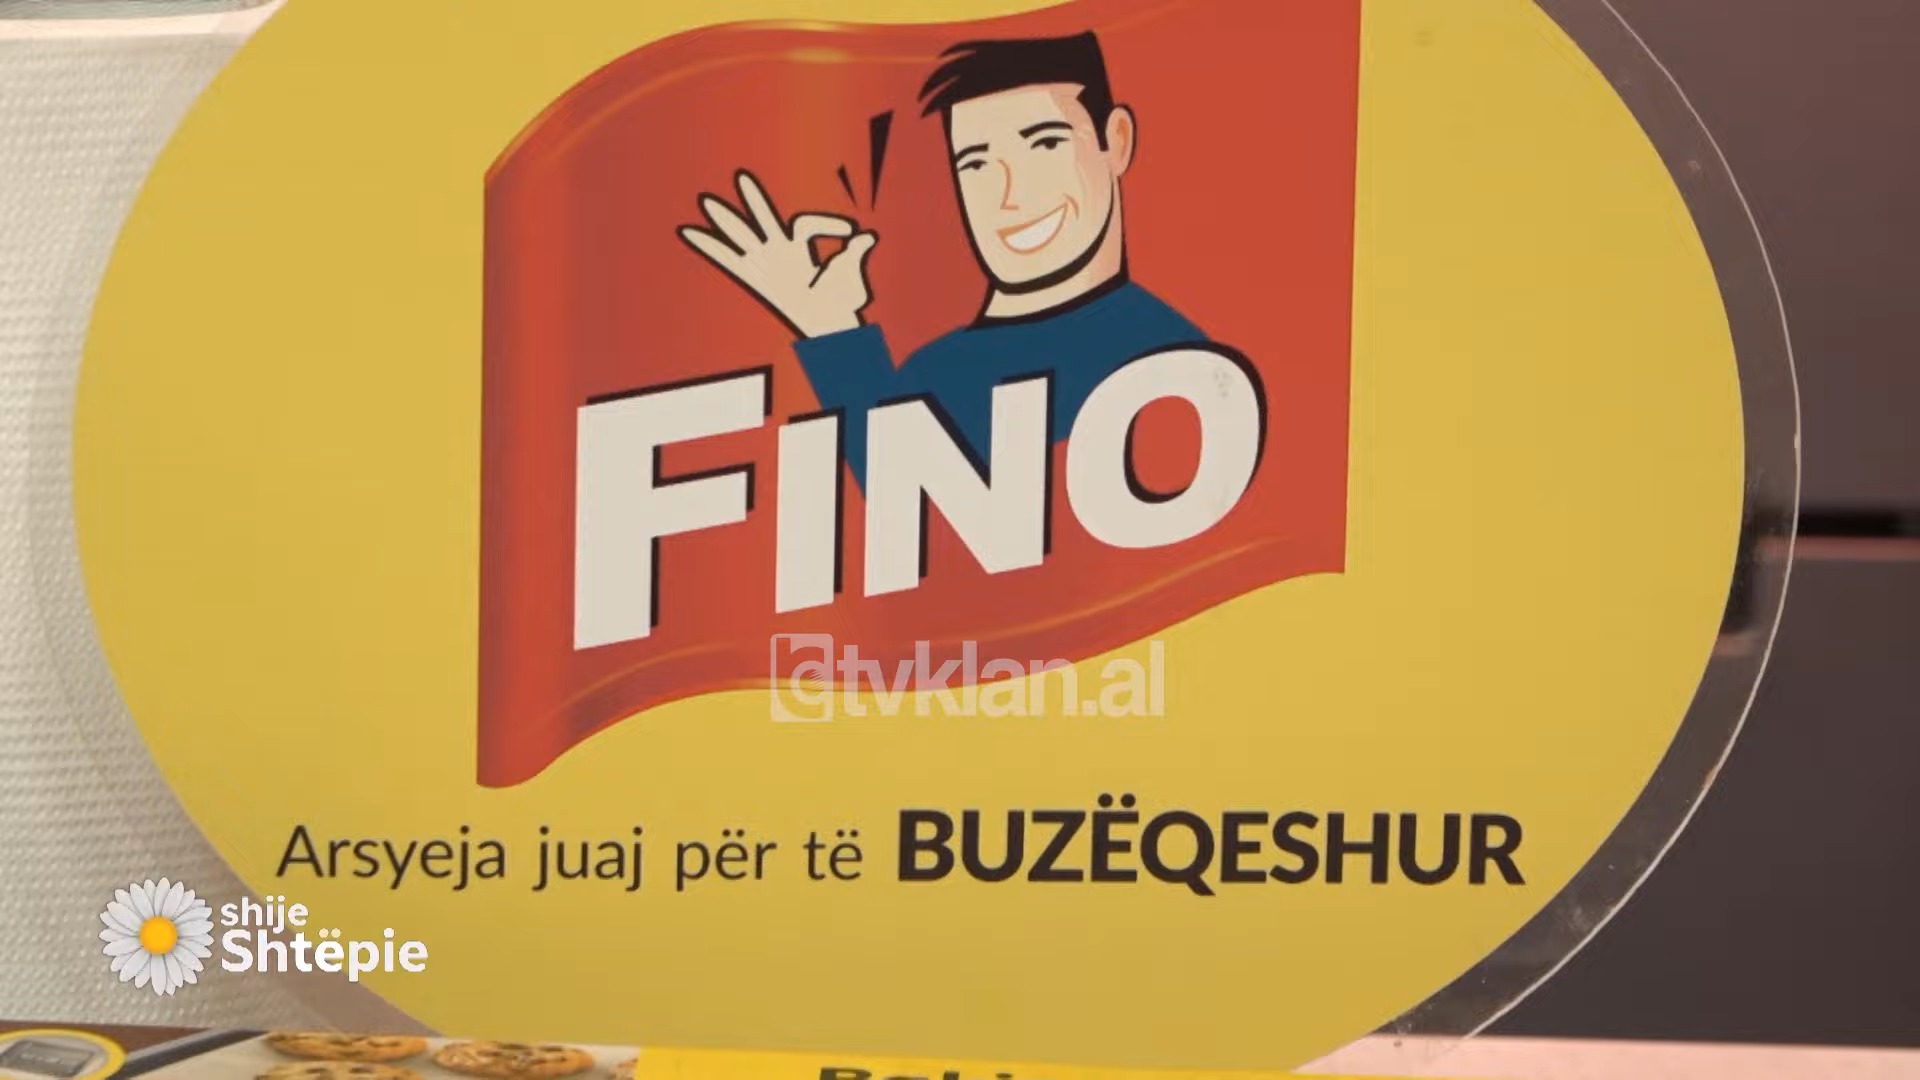 FINO
tvklan.al
Arsyeja juaj për të BUZËQESHUR
shije
Shtëpie